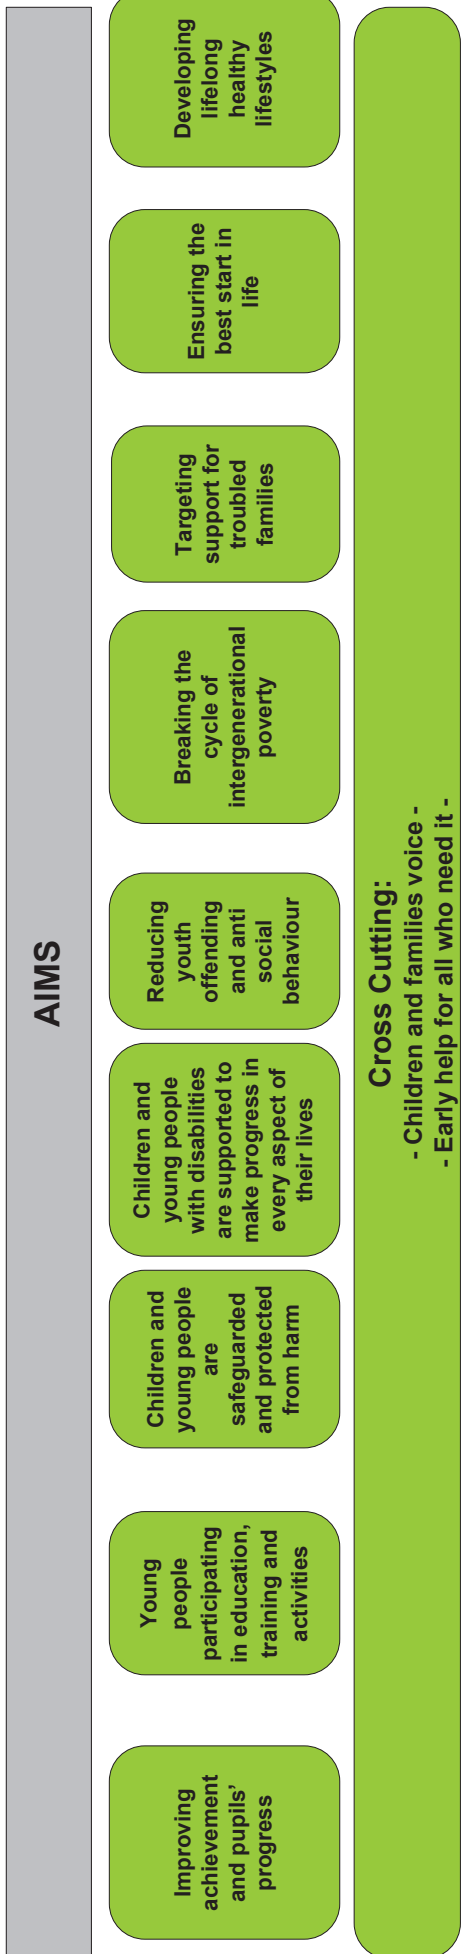 AIMS
Improving
achievement
and pupils’
progress
Young
people
participating
in education,
training and
activities
Children and
young people
are
safeguarded
and protected
from harm
Children and
young people
with disabilities
are supported to
make progress in
every aspect of
their lives
Reducing
youth
offending
and anti
social
behaviour
Breaking the
cycle of
intergenerational
poverty
Targeting
support for
troubled
families
Ensuring the
best start in
life
Developing
lifelong
healthy
lifestyles
Cross Cutting:
- Children and families voice -
- Early help for all who need it -